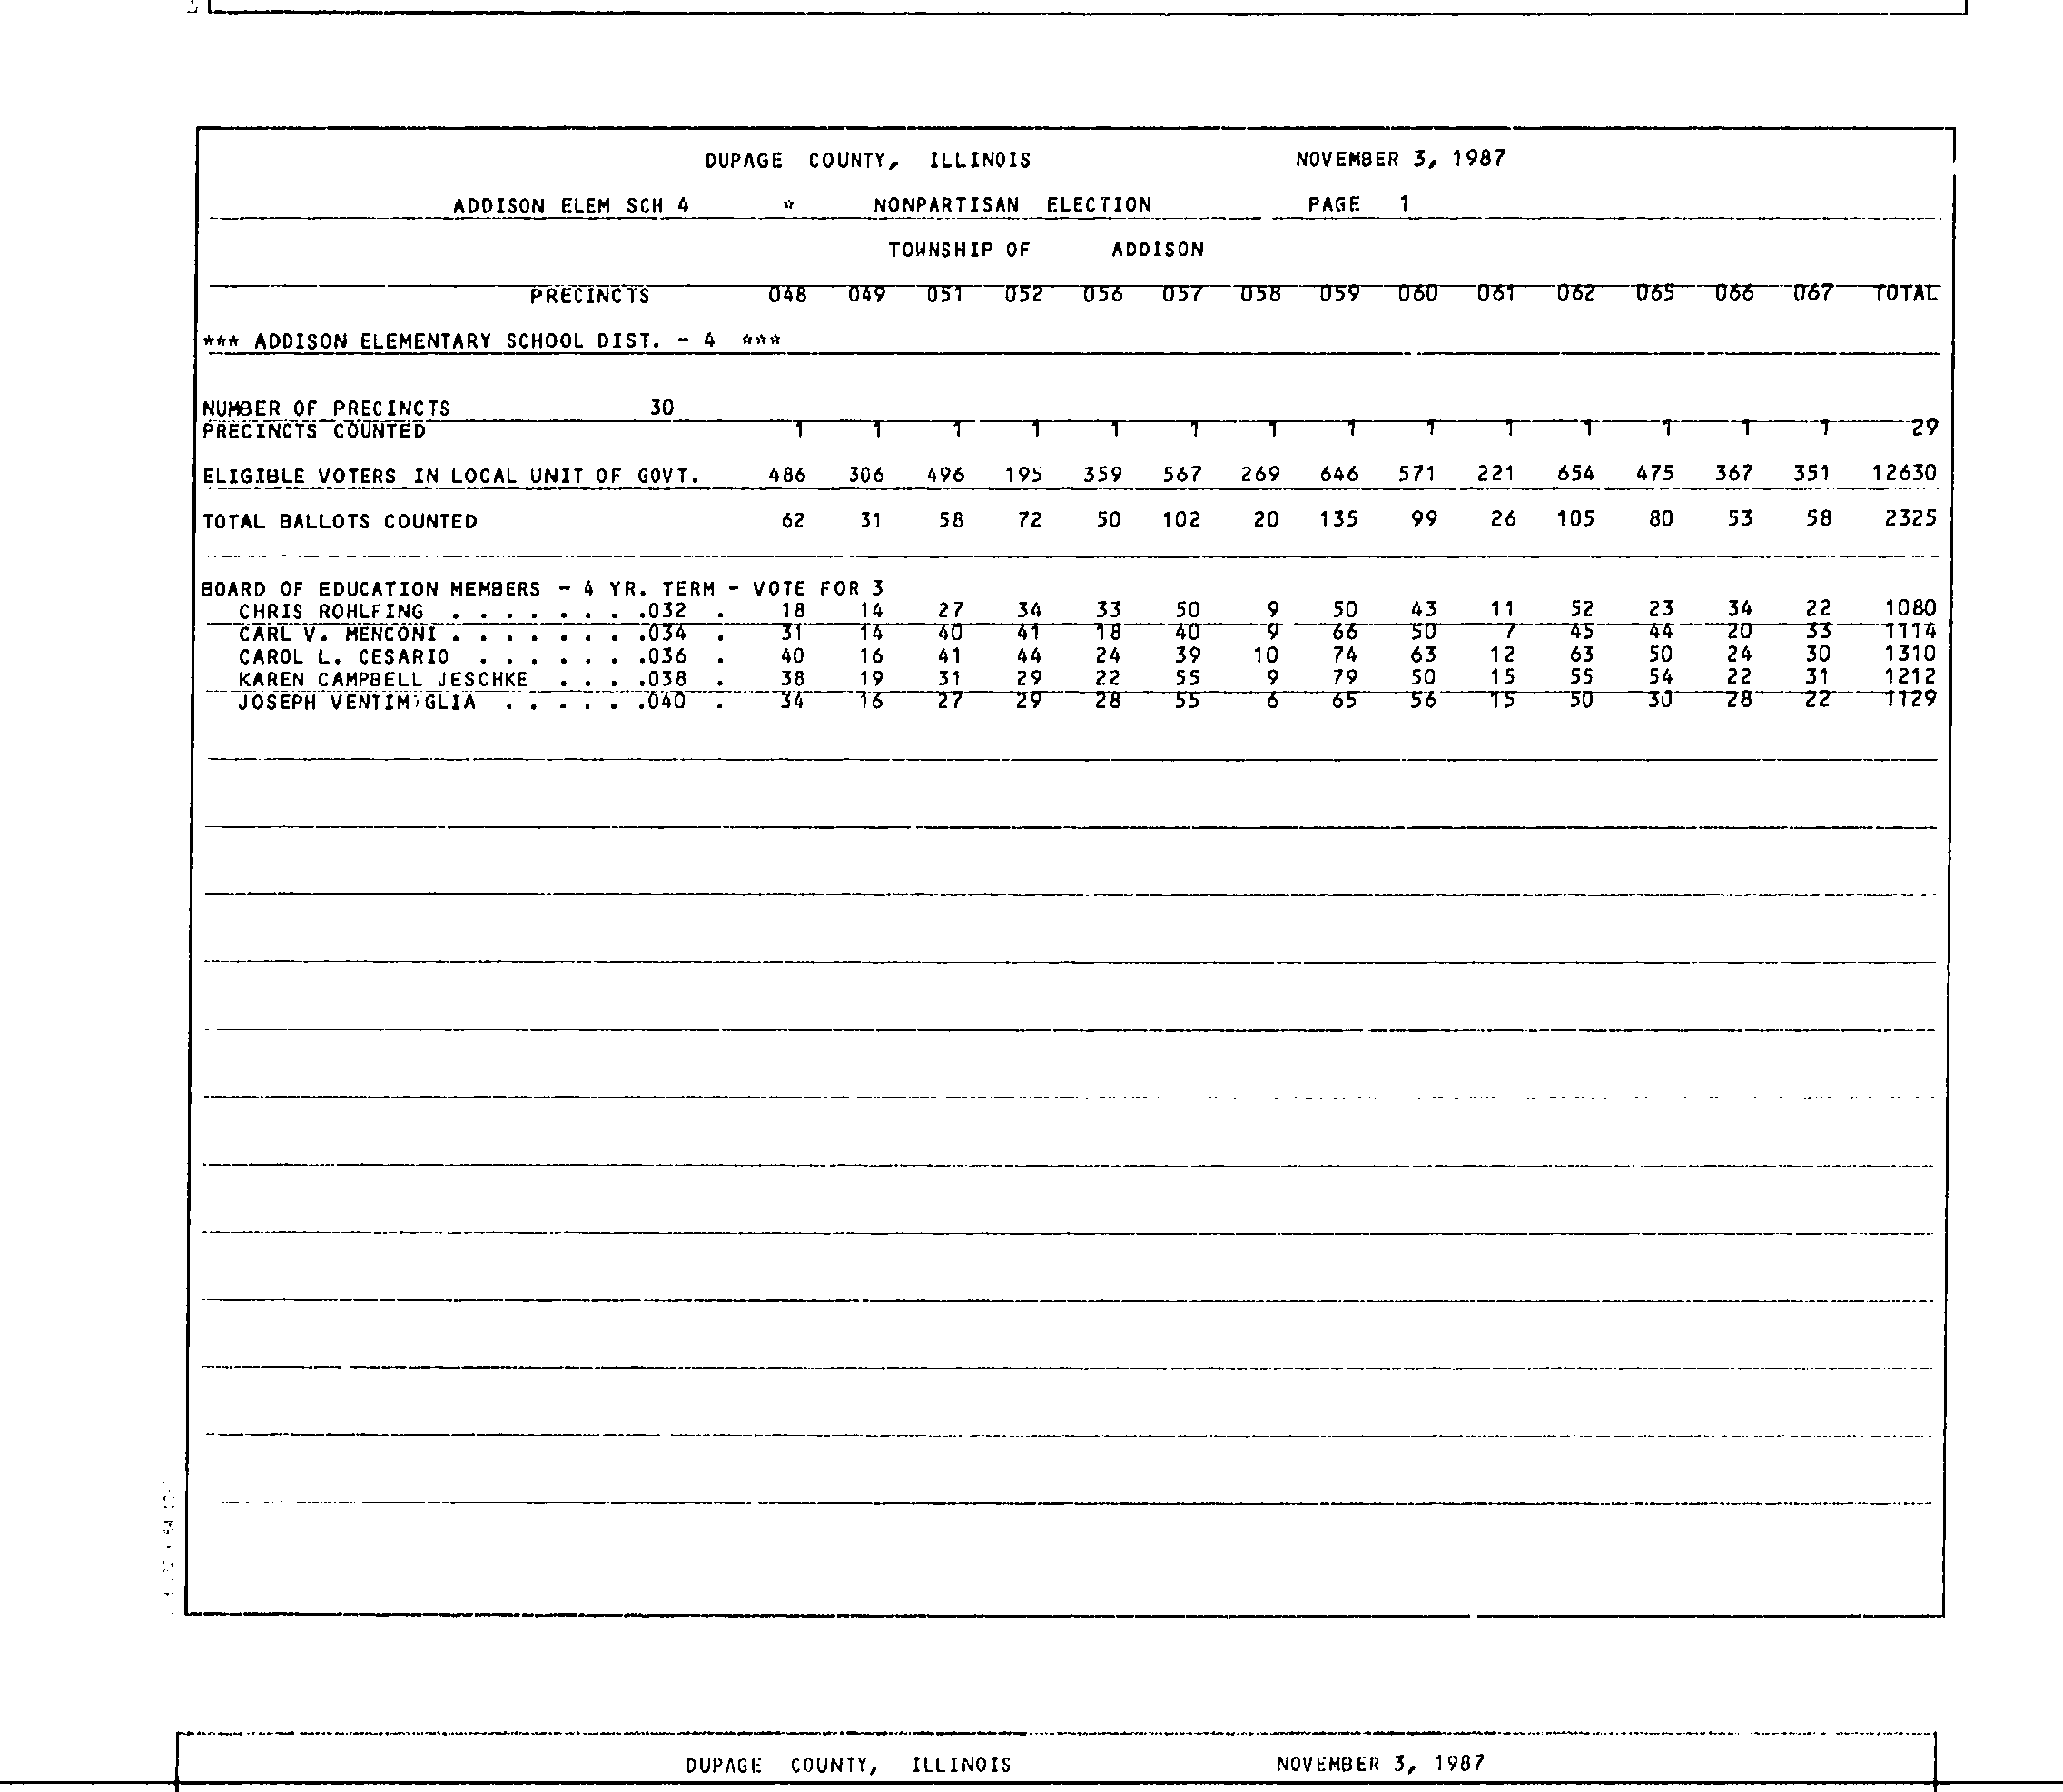 DUPAGE COUNTY, ILLINOIS NOVEMBER 3, 1987
ADDISON ELEM SCH 4 * NONPARTISAN ELECTION PAGE 1
TOWNSHIP OF ADDISON
PRECINCTS 048 049 051 052 056 057 058 059 060 061 062 065 066 067 TOTAL
*** ADDISON ELEMENTARY SCHOOL DIST. - 4 ***
NUMBER OF PRECINCTS 30
PRECINCTS COUNTED 1 1 1 1 1 1 1 1 1 1 1 1 1 1 29
ELIGIBLE VOTERS IN LOCAL UNIT OF GOVT. 486 306 496 195 359 567 269 646 571 221 654 475 367 351 12630
TOTAL BALLOTS COUNTED 62 31 58 72 50 102 20 135 99 26 105 80 53 58 2325
BOARD OF EDUCATION MEMBERS - 4 YR. TERM - VOTE FOR 3
CHRIS ROHLFING . . . . . . . .032 . 18 14 27 34 33 50 9 50 43 11 52 23 34 22 1080
CARL V. MENCONI . . . . . . . .034 . 31 14 40 41 18 40 9 66 50 7 45 44 20 33 1114
CAROL L. CESARIO . . . . . . .036 . 40 16 41 44 24 39 10 74 63 12 63 50 24 30 1310
KAREN CAMPBELL JESCHKE . . . .038 . 38 19 31 29 22 55 9 79 50 15 55 54 22 31 1212
JOSEPH VENTIMIGLIA . . . . . .040 . 34 16 27 29 28 55 6 65 56 15 50 30 28 22 1129
DUPAGE COUNTY, ILLINOIS NOVEMBER 3, 1987